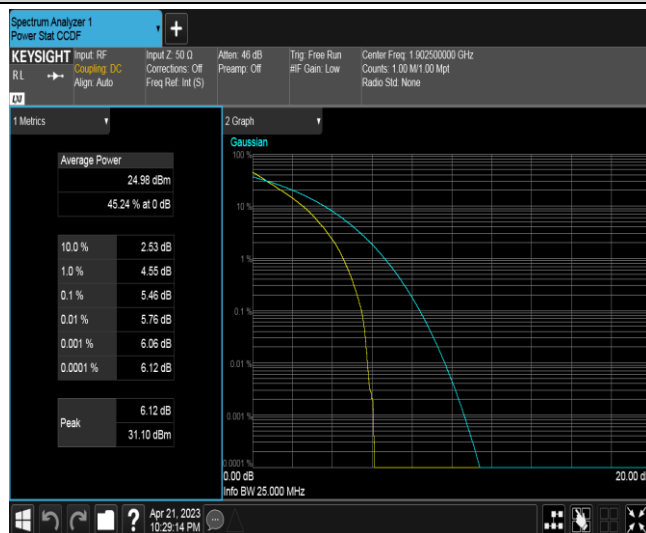 Spectrum Analyzer 1
Power Stat CCDF
+
KEYSIGHT
RL
LXI
Input: RF
Coupling: DC
Align: Auto
Input Z: 50 Ω
Corrections: Off
Freq Ref: Int (S)
Atten: 46 dB
Preamp: Off
Trig: Free Run
#IF Gain: Low
Center Freq: 1.902500000 GHz
Counts: 1.00 M/1.00 Mpt
Radio Std: None
1 Metrics
Average Power
24.98 dBm
45.24 % at 0 dB
10.0 % 2.53 dB
1.0 % 4.55 dB
0.1 % 5.46 dB
0.01 % 5.76 dB
0.001 % 6.06 dB
0.0001 % 6.12 dB
Peak
6.12 dB
31.10 dBm
2 Graph
Gaussian
100 %
10 %
1 %
0.1 %
0.01 %
0.001 %
0.0001 %
0.00 dB
20.00 d
Info BW 25.000 MHz
?
Apr 21, 2023
10:29:14 PM